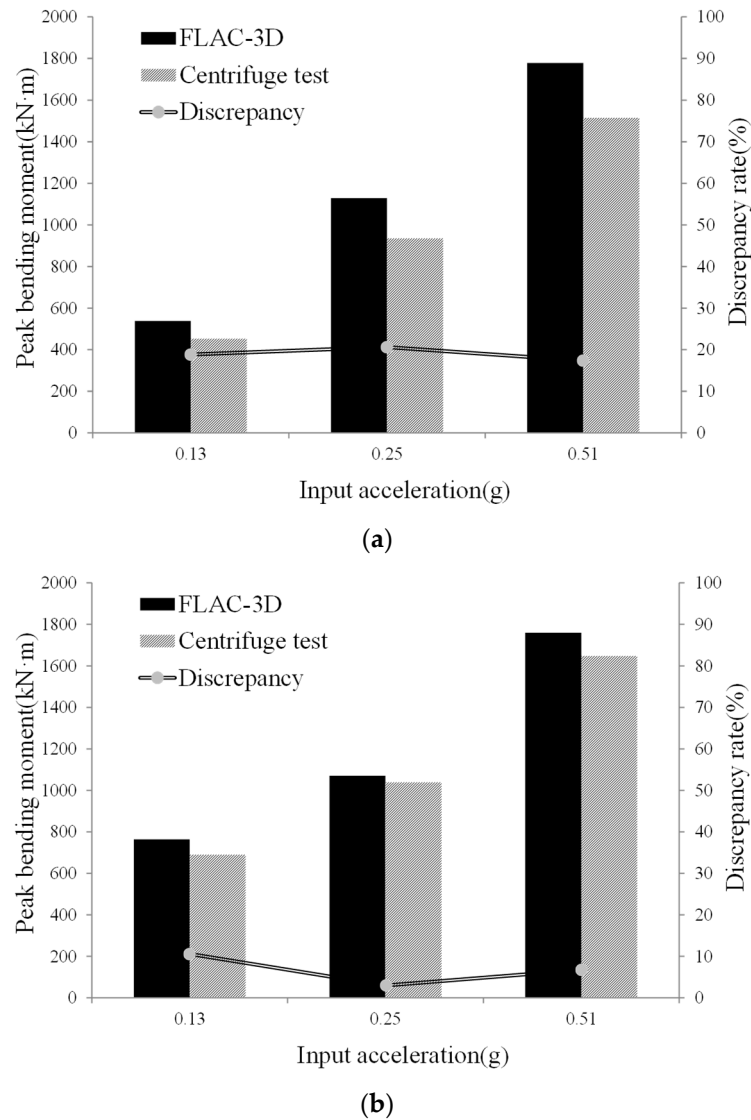 2000
1800
1600
1400
1200
1000
800
600
400
200
0
Peak bending moment(kN·m)
FLAC-3D
Centrifuge test
Discrepancy
100
90
80
70
60
50
40
30
20
10
0
Discrepancy rate(%)
0.13 0.25 0.51
Input acceleration(g)
(a)
2000
1800
1600
1400
1200
1000
800
600
400
200
0
Peak bending moment(kN·m)
FLAC-3D
Centrifuge test
Discrepancy
100
90
80
70
60
50
40
30
20
10
0
Discrepancy rate(%)
0.13 0.25 0.51
Input acceleration(g)
(b)